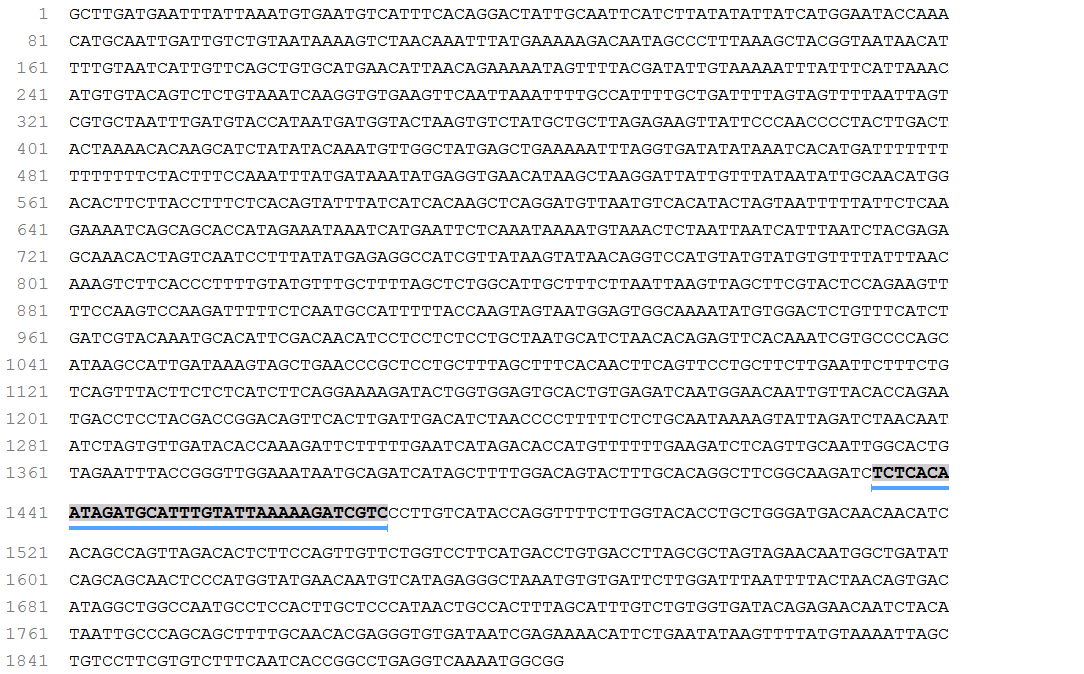 1 GCTTGATGAATTTATTAAATGTGAATGTCATTTCACAGGACTATTGCAATTCATCTTATATATTATCATGGAATACCAAA
81 CATGCAATTGATTGTCTGTAATAAAAGTCTAACAAATTTATGAAAAAGACAATAGCCCTTTAAAGCTACGGTAATAACAT
161 TTTGTAATCATTGTTCAGCTGTGCATGAACATTAACAGAAAAATAGTTTTACGATATTGTAAAAATTTATTTCATTAAAC
241 ATGTGTACAGTCTCTGTAAATCAAGGTGTGAAGTTCAATTAAATTTTGCCATTTTGCTGATTTTAGTAGTTTTAATTAGT
321 CGTGCTAATTTGATGTACCATAATGATGGTACTAAGTGTCTATGCTGCTTAGAGAAGTTATTCCCAACCCCTACTTGACT
401 ACTAAAACACAAGCATCTATATACAAATGTTGGCTATGAGCTGAAAAATTTAGGTGATATATAAATCACATGATTTTTTT
481 TTTTTTTCTACTTTCCAAATTTATGATAAATATGAGGTGAACATAAGCTAAGGATTATTGTTTATAATATTGCAACATGG
561 ACACTTCTTACCTTTCTCACAGTATTTATCATCACAAGCTCAGGATGTTAATGTCACATACTAGTAATTTTTATTCTCAA
641 GAAAATCAGCAGCACCATAGAAATAAATCATGAATTCTCAAATAAAATGTAAACTCTAATTAATCATTTAATCTACGAGA
721 GCAAACACTAGTCAATCCTTTATATGAGAGGCCATCGTTATAAGTATAACAGGTCCATGTATGTATGTGTTTTATTTAAC
801 AAAGTCTTCACCCTTTTGTATGTTTGCTTTTAGCTCTGGCATTGCTTTCTTAATTAAGTTAGCTTCGTACTCCAGAAGTT
881 TTCCAAGTCCAAGATTTTTCTCAATGCCATTTTTACCAAGTAGTAATGGAGTGGCAAAATATGTGGACTCTGTTTCATCT
961 GATCGTACAAATGCACATTCGACAACATCCTCCTCTCCTGCTAATGCATCTAACACAGAGTTCACAAATCGTGCCCCAGC
1041 ATAAGCCATTGATAAAGTAGCTGAACCCGCTCCTGCTTTAGCTTTCACAACTTCAGTTCCTGCTTCTTGAATTCTTTCTG
1121 TCAGTTTACTTCTCTCATCTTCAGGAAAAGATACTGGTGGAGTGCACTGTGAGATCAATGGAACAATTGTTACACCAGAA
1201 TGACCTCCTACGACCGGACAGTTCACTTGATTGACATCTAACCCCTTTTTCTCTGCAATAAAAGTATTAGATCTAACAAT
1281 ATCTAGTGTTGATACACCAAAGATTCTTTTTGAATCATAGACACCATGTTTTTTGAAGATCTCAGTTGCAATTGGCACTG
1361 TAGAATTTACCGGGTTGGAAATAATGCAGATCATAGCTTTTGGACAGTACTTTGCACAGGCTTCGGCAAGATCTCTCACA
1441 ATAGATGCATTTGTATTAAAAAGATCGTCCCCTTGTCATACCAGGTTTTCTTGGTACACCTGCTGGGATGACAACAACATC
1521 ACAGCCAGTTAGACACTCTTCCAGTTGTTCTGGTCCTTCATGACCTGTGACCTTAGCGCTAGTAGAACAATGGCTGATAT
1601 CAGCAGCAACTCCCATGGTATGAACAATGTCATAGAGGGCTAAATGTGTGATTCTTGGATTTAATTTTACTAACAGTGAC
1681 ATAGGCTGGCCAATGCCTCCACTTGCTCCCATAACTGCCACTTTAGCATTTGTCTGTGGTGATACAGAGAACAATCTACA
1761 TAATTGCCCAGCAGCTTTTGCAACACGAGGGTGTGATAATCGAGAAAACATTCTGAATATAAGTTTTATGTAAAATTAGC
1841 TGTCCTTCGTGTCTTTCAATCACCGGCCTGAGGTCAAAATGGCGG